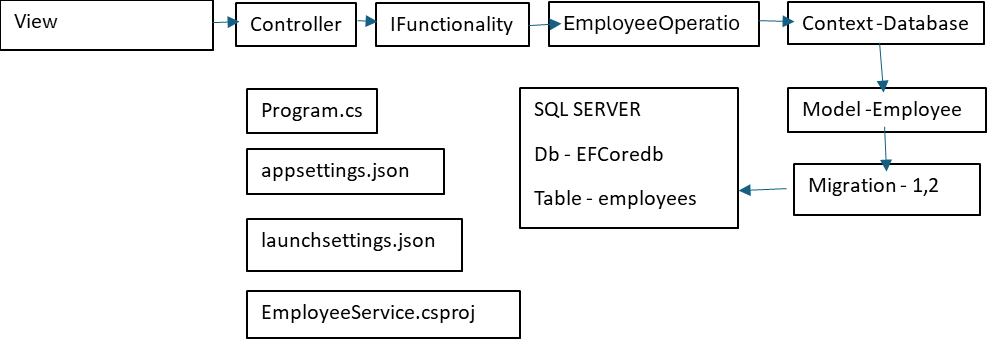 View
Controller
IFunctionality
EmployeeOperatio
Context -Database
Program.cs
SQL SERVER
Model -Employee
Db - EFCoredb
appsettings.json
Migration - 1,2
Table - employees
launchsettings.json
EmployeeService.csproj